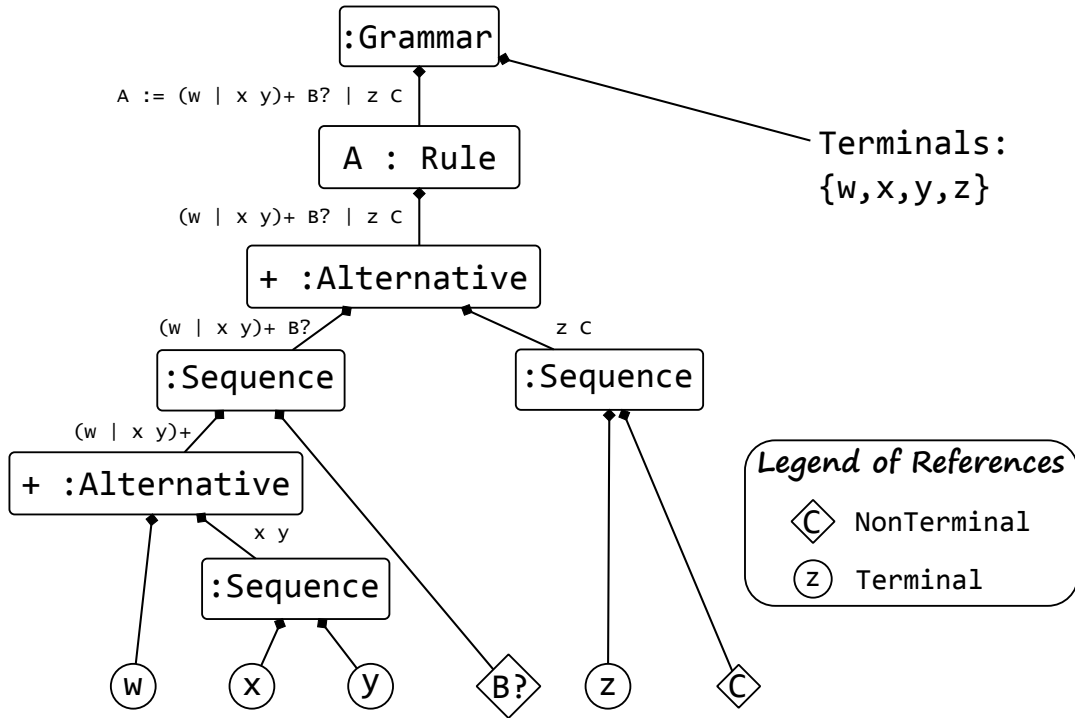 :Grammar
A := (w | x y)+ B? | z C
A : Rule
Terminals:
{w,x,y,z}
(w | x y)+ B? | z C
+ :Alternative
(w | x y)+ B?
z C
:Sequence
:Sequence
(w | x y)+
+ :Alternative
x y
:Sequence
Legend of References
C NonTerminal
z Terminal
w
x
y
B?
z
C